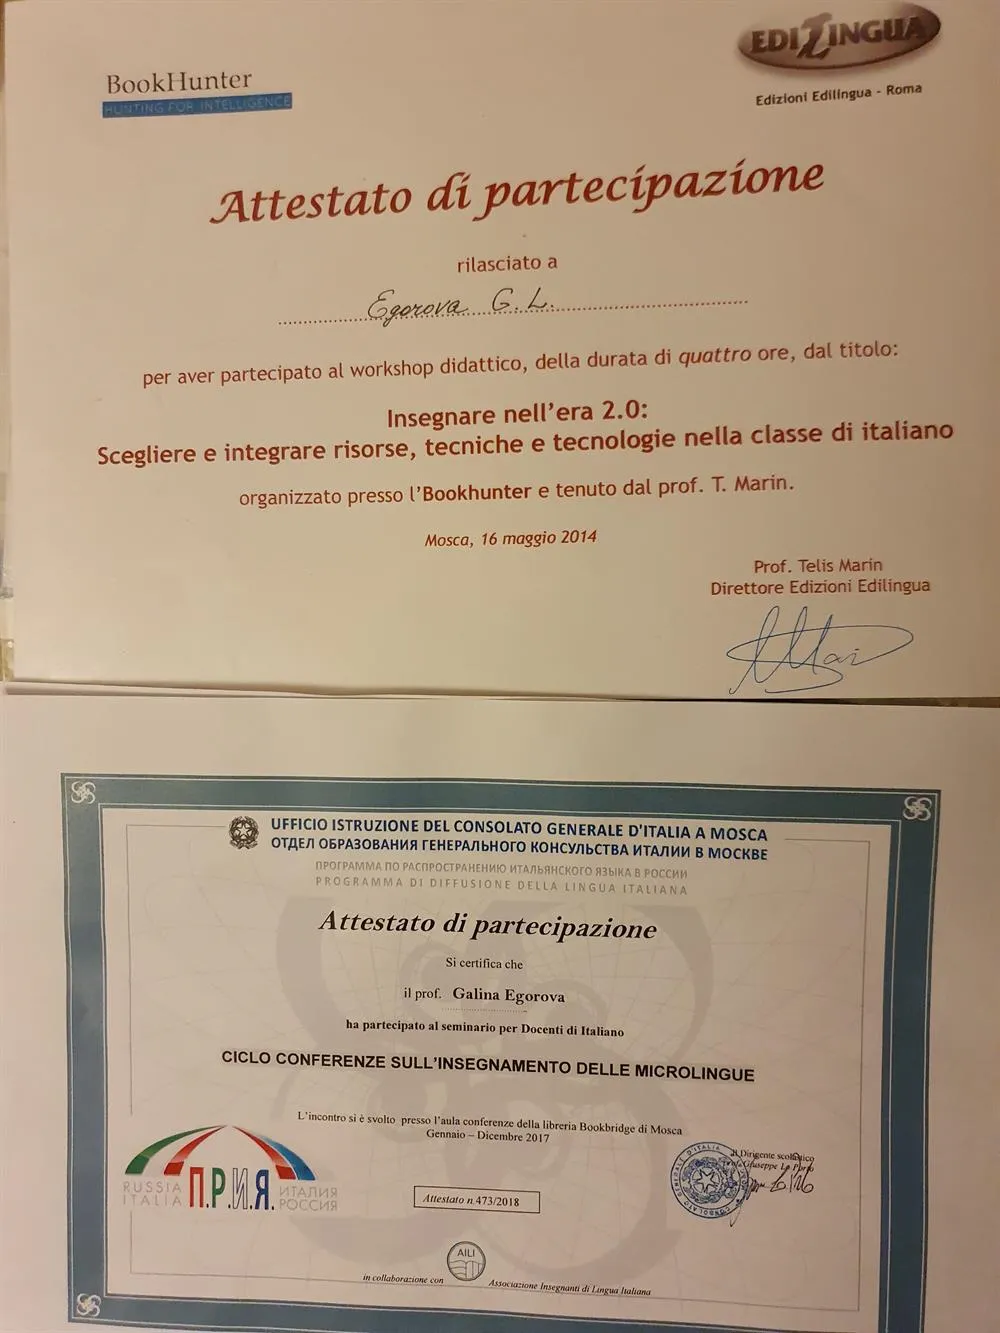 BookHunter
HUNTING FOR INTELLIGENCE
EDILINGUA
Edizioni Edilingua - Roma
Attestato di partecipazione
rilasciato a
Egorova G. L.
per aver partecipato al workshop didattico, della durata di quattro ore, dal titolo:
Insegnare nell'era 2.0:
Scegliere e integrare risorse, tecniche e tecnologie nella classe di italiano
organizzato presso l'Bookhunter e tenuto dal prof. T. Marin.
Mosca, 16 maggio 2014
Prof. Telis Marin
Direttore Edizioni Edilingua
UFFICIO ISTRUZIONE DEL CONSOLATO GENERALE D'ITALIA A MOSCA
ОТДЕЛ ОБРАЗОВАНИЯ ГЕНЕРАЛЬНОГО КОНСУЛЬСТВА ИТАЛИИ В МОСКВЕ
ПРОГРАММА ПО РАСПРОСТРАНЕНИЮ ИТАЛЬЯНСКОГО ЯЗЫКА В РОССИИ
PROGRAMMA DI DIFFUSIONE DELLA LINGUA ITALIANA
Attestato di partecipazione
Si certifica che
il prof. Galina Egorova
ha partecipato al seminario per Docenti di Italiano
CICLO CONFERENZE SULL'INSEGNAMENTO DELLE MICROLINGUE
L'incontro si è svolto presso l'aula conferenze della libreria Bookbridge di Mosca
Gennaio – Dicembre 2017
Il Dirigente scolastico
Giuseppe Lo Porto
RUSSIA
ITALIA
П.Р.И.Я.
ИТАЛИЯ
РОССИЯ
Attestato n.473/2018
AILI
in collaborazione con
Associazione Insegnanti di Lingua Italiana